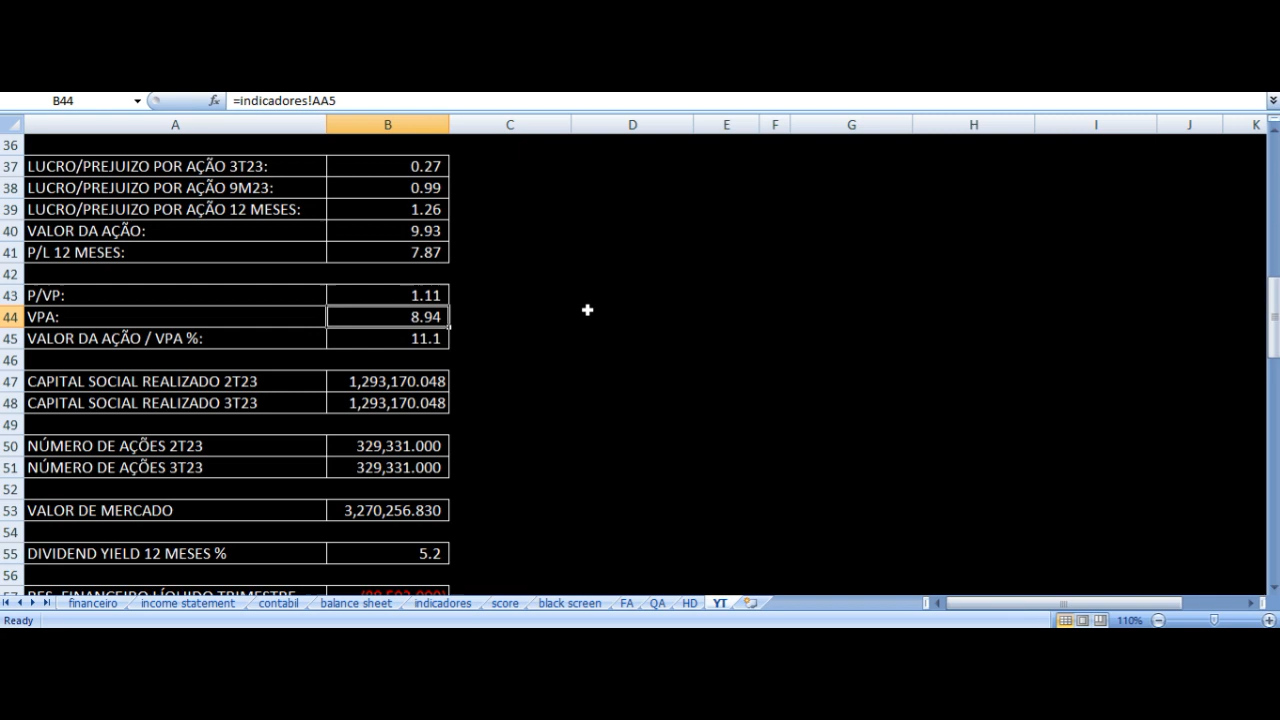 B44 fx =indicadores!AA5
A B C D E F G H I J K
36
37 LUCRO/PREJUIZO POR AÇÃO 3T23: 0.27
38 LUCRO/PREJUIZO POR AÇÃO 9M23: 0.99
39 LUCRO/PREJUIZO POR AÇÃO 12 MESES: 1.26
40 VALOR DA AÇÃO: 9.93
41 P/L 12 MESES: 7.87
42
43 P/VP: 1.11
44 VPA: 8.94
45 VALOR DA AÇÃO / VPA %: 11.1
46
47 CAPITAL SOCIAL REALIZADO 2T23 1,293,170.048
48 CAPITAL SOCIAL REALIZADO 3T23 1,293,170.048
49
50 NÚMERO DE AÇÕES 2T23 329,331.000
51 NÚMERO DE AÇÕES 3T23 329,331.000
52
53 VALOR DE MERCADO 3,270,256.830
54
55 DIVIDEND YIELD 12 MESES % 5.2
56
57 RES. FINANCEIRO LÍQUIDO TRIMESTRE
financeiro income statement contabil balance sheet indicadores score black screen FA QA HD YT
Ready 110%